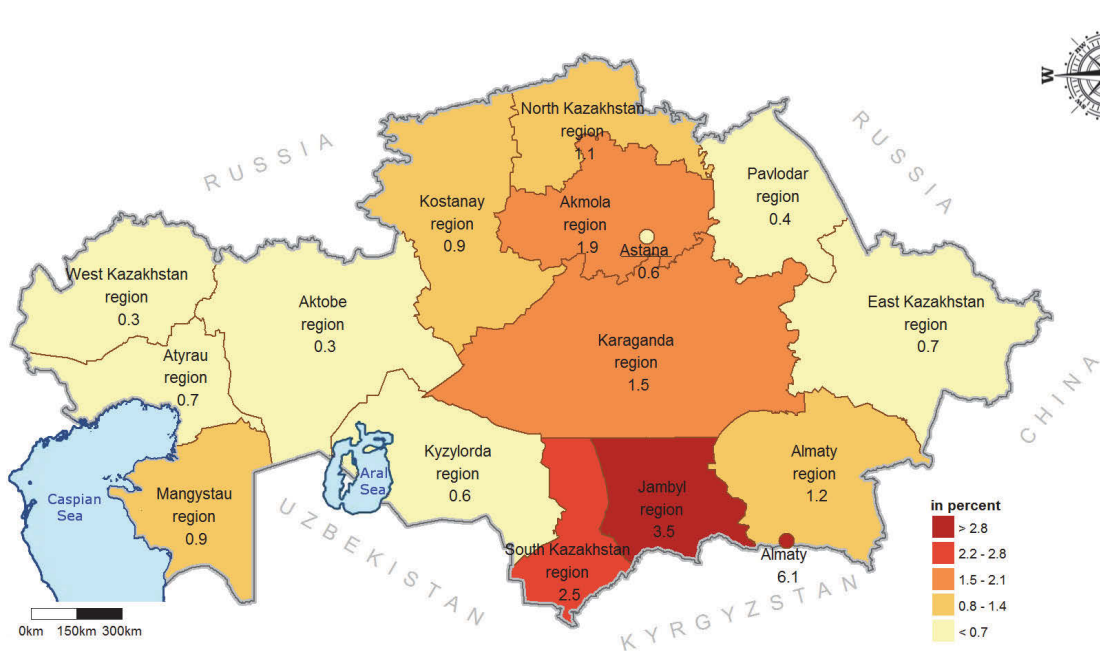 RUSSIA
RUSSIA
North Kazakhstan
region
1.1
Pavlodar
region
0.4
Kostanay
region
0.9
Akmola
region
1.9
Astana
0.6
West Kazakhstan
region
0.3
Aktobe
region
0.3
East Kazakhstan
region
0.7
Karaganda
region
1.5
Atyrau
region
0.7
CHINA
Caspian
Sea
Mangystau
region
0.9
Aral
Sea
Kyzylorda
region
0.6
Jambyl
region
3.5
Almaty
region
1.2
South Kazakhstan
region
2.5
Almaty
6.1
UZBEKISTAN
KYRGYZSTAN
W
in percent
> 2.8
2.2 - 2.8
1.5 - 2.1
0.8 - 1.4
< 0.7
0km 150km 300km